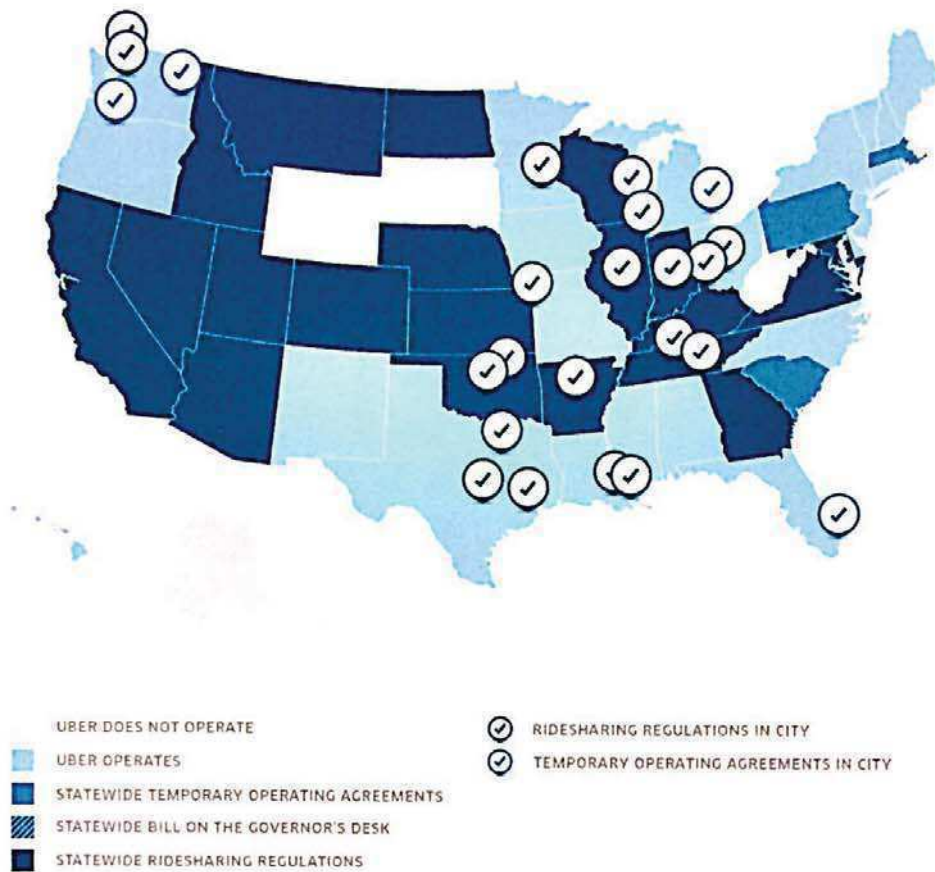 UBER DOES NOT OPERATE
UBER OPERATES
STATEWIDE TEMPORARY OPERATING AGREEMENTS
STATEWIDE BILL ON THE GOVERNOR'S DESK
STATEWIDE RIDESHARING REGULATIONS
RIDESHARING REGULATIONS IN CITY
TEMPORARY OPERATING AGREEMENTS IN CITY